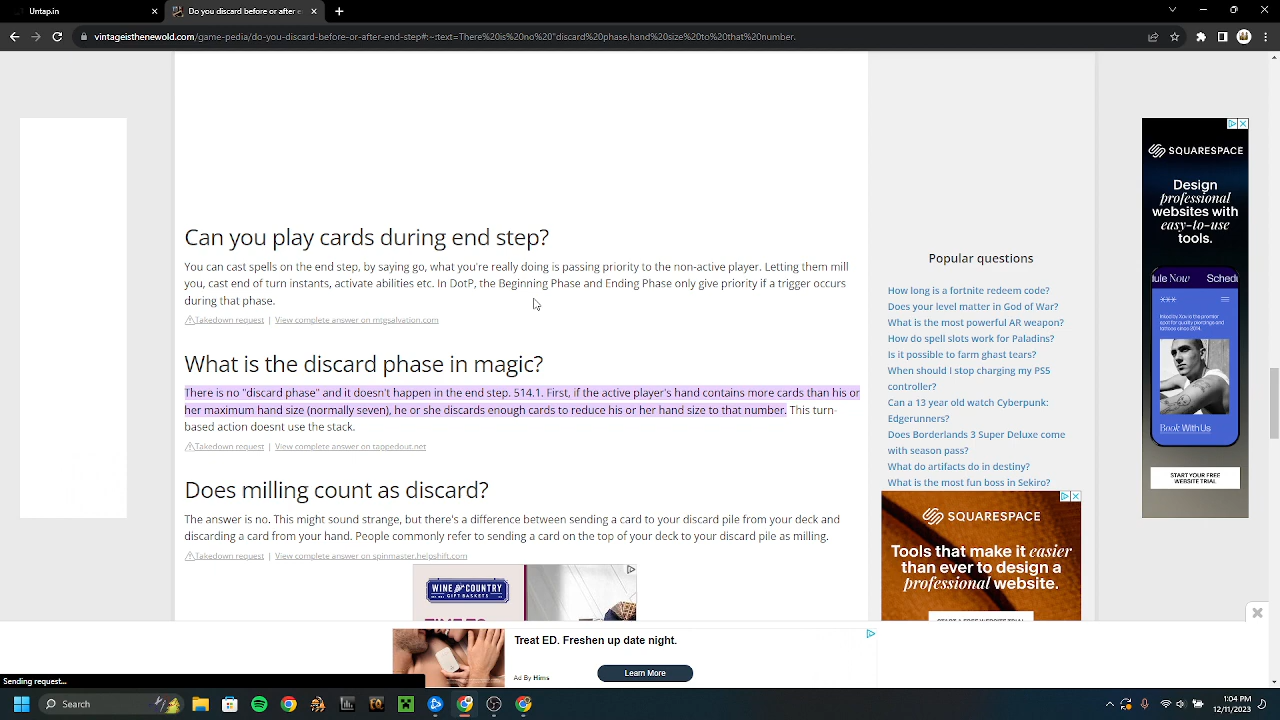 Untap.in
Do you discard before or after e
vintageisthenewold.com/game-pedia/do-you-discard-before-or-after-end-step#:~:text=There%20is%20no%20"discard%20phase,hand%20size%20to%20that%20number.
Can you play cards during end step?
You can cast spells on the end step, by saying go, what you're really doing is passing priority to the non-active player. Letting them mill
you, cast end of turn instants, activate abilities etc. In DotP, the Beginning Phase and Ending Phase only give priority if a trigger occurs
during that phase.
Takedown request | View complete answer on mtgsalvation.com
What is the discard phase in magic?
There is no "discard phase" and it doesn't happen in the end step. 514.1. First, if the active player's hand contains more cards than his or
her maximum hand size (normally seven), he or she discards enough cards to reduce his or her hand size to that number. This turn-
based action doesnt use the stack.
Takedown request | View complete answer on tappedout.net
Does milling count as discard?
The answer is no. This might sound strange, but there's a difference between sending a card to your discard pile from your deck and
discarding a card from your hand. People commonly refer to sending a card on the top of your deck to your discard pile as milling.
Takedown request | View complete answer on spinmaster.helpshift.com
WINE COUNTRY
GIFT BASKETS
Popular questions
How long is a fortnite redeem code?
Does your level matter in God of War?
What is the most powerful AR weapon?
How do spell slots work for Paladins?
Is it possible to farm ghast tears?
When should I stop charging my PS5
controller?
Can a 13 year old watch Cyberpunk:
Edgerunners?
Does Borderlands 3 Super Deluxe come
with season pass?
What do artifacts do in destiny?
What is the most fun boss in Sekiro?
SQUARESPACE
Tools that make it easier
than ever to design a
professional website.
START A FREE WEBSITE TRIAL
SQUARESPACE
Design
professional
websites with
easy-to-use
tools.
ule Now Schedu
Book With Us
START YOUR FREE
WEBSITE TRIAL
Treat ED. Freshen up date night.
Ad By Hims
Learn More
Sending request...
Search
1:04 PM
12/11/2023